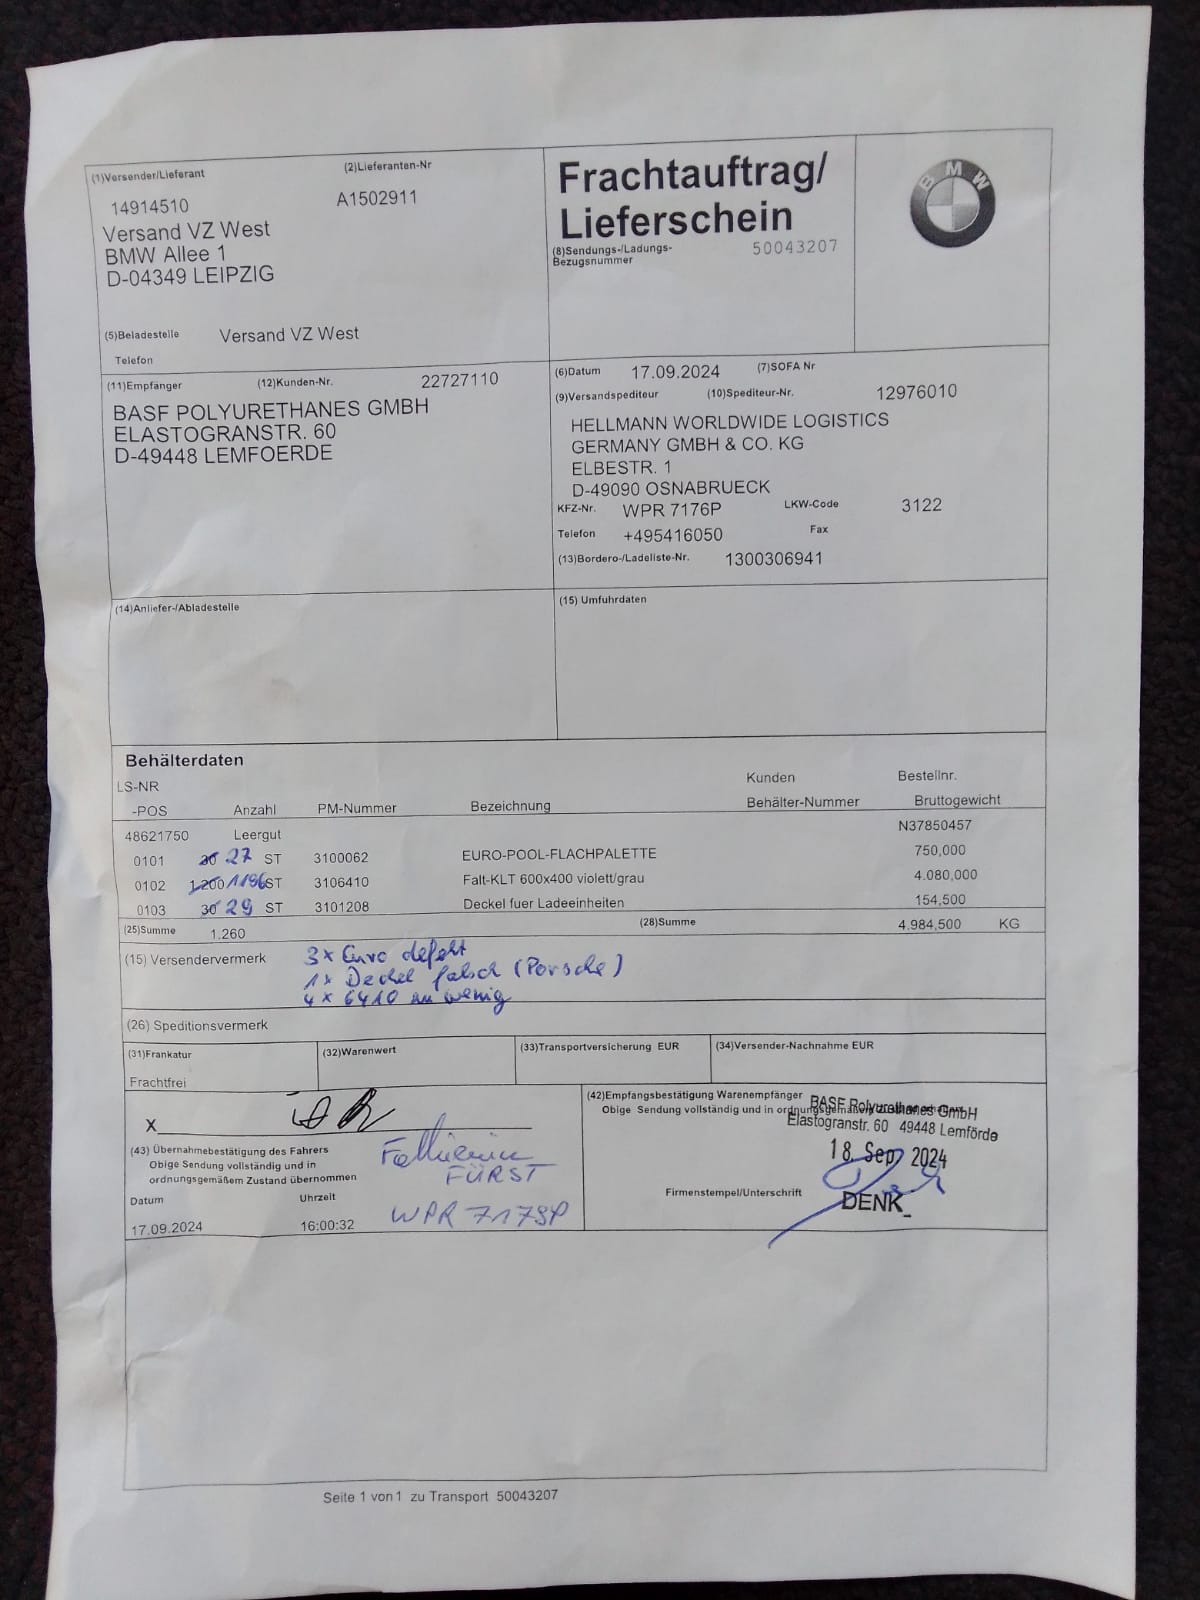 (1)Versender/Lieferant (2)Lieferanten-Nr
14914510 A1502911
Versand VZ West
BMW Allee 1
D-04349 LEIPZIG
(5)Beladestelle Versand VZ West
Telefon
Frachtauftrag/
Lieferschein
(8)Sendungs-/Ladungs-
Bezugsnummer 50043207
BMW
(11)Empfänger (12)Kunden-Nr. 22727110
BASF POLYURETHANES GMBH
ELASTOGRANSTR. 60
D-49448 LEMFOERDE
(6)Datum 17.09.2024 (7)SOFA Nr
(9)Versandspediteur (10)Spediteur-Nr. 12976010
HELLMANN WORLDWIDE LOGISTICS
GERMANY GMBH & CO. KG
ELBESTR. 1
D-49090 OSNABRUECK
KFZ-Nr. WPR 7176P LKW-Code 3122
Telefon +495416050 Fax
(13)Bordero-/Ladeliste-Nr. 1300306941
(14)Anliefer-/Abladestelle
(15) Umfuhrdaten
Behälterdaten
LS-NR Kunden Bestellnr.
-POS Anzahl PM-Nummer Bezeichnung Behälter-Nummer Bruttogewicht
48621750 Leergut N37850457
0101 30 27 ST 3100062 EURO-POOL-FLACHPALETTE 750,000
0102 1.200 1196 ST 3106410 Falt-KLT 600x400 violett/grau 4.080,000
0103 30 29 ST 3101208 Deckel fuer Ladeeinheiten 154,500
(25)Summe 1.260 (28)Summe 4.984,500 KG
(15) Versendervermerk 3x Euro defekt
1x Deckel falsch (Porsche)
4x 6410 zu wenig
(26) Speditionsvermerk
(31)Frankatur (32)Warenwert (33)Transportversicherung EUR (34)Versender-Nachnahme EUR
Frachtfrei
X
(43) Übernahmebestätigung des Fahrers
Obige Sendung vollständig und in
ordnungsgemäßem Zustand übernommen
Datum Uhrzeit
17.09.2024 16:00:32
FÜRST
WPR 7178P
(42)Empfangsbestätigung Warenempfänger
Obige Sendung vollständig und in
BASF Polyurethanes GmbH
Elastogranstr. 60 49448 Lemförde
18. Sep. 2024
Firmenstempel/Unterschrift
DENK_
Seite 1 von 1 zu Transport 50043207